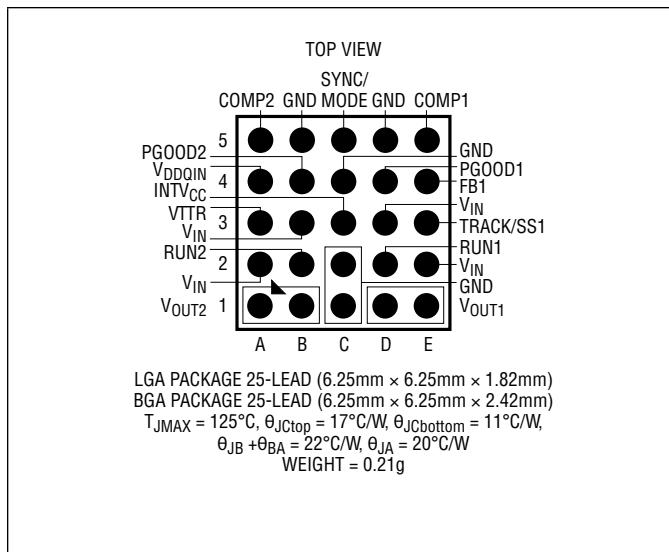 TOP VIEW
SYNC/
COMP2 GND MODE GND COMP1
5
PGOOD2
GND
VDDQIN
4
PGOOD1
FB1
INTVCC
VTTR
3
VIN
VIN
TRACK/SS1
RUN2
2
RUN1
VIN
VIN
GND
VOUT2
1
VOUT1
A B C D E
LGA PACKAGE 25-LEAD (6.25mm × 6.25mm × 1.82mm)
BGA PACKAGE 25-LEAD (6.25mm × 6.25mm × 2.42mm)
TJMAX = 125°C, θJCtop = 17°C/W, θJCbottom = 11°C/W,
θJB +θBA = 22°C/W, θJA = 20°C/W
WEIGHT = 0.21g